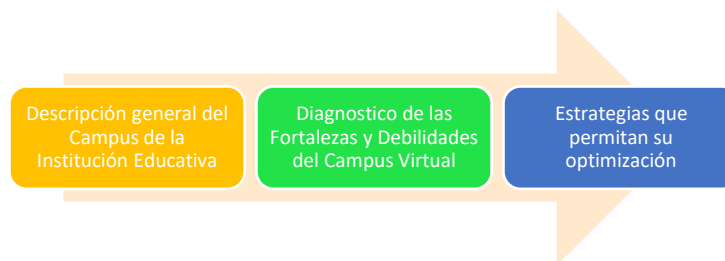 Descripción general del
Campus de la
Institución Educativa
Diagnostico de las
Fortalezas y Debilidades
del Campus Virtual
Estrategias que
permitan su
optimización